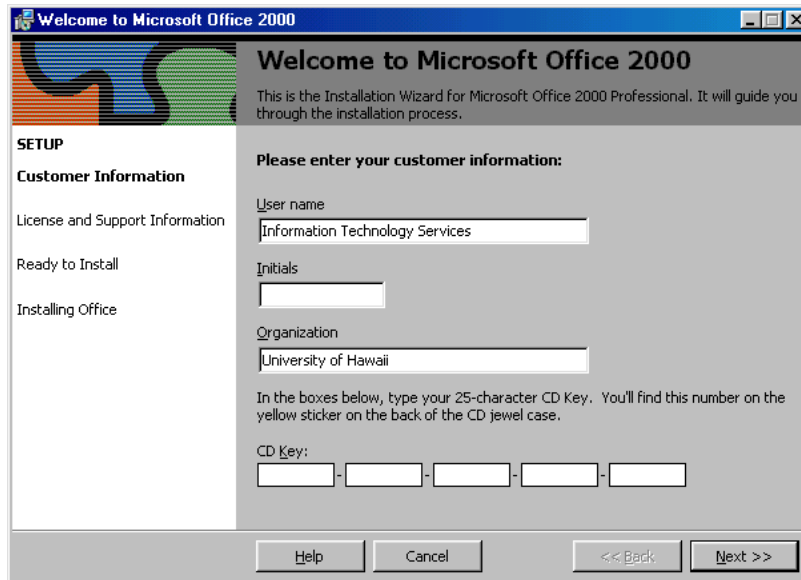 Welcome to Microsoft Office 2000
Welcome to Microsoft Office 2000
This is the Installation Wizard for Microsoft Office 2000 Professional. It will guide you
through the installation process.
SETUP
Customer Information
License and Support Information
Ready to Install
Installing Office
Please enter your customer information:
User name
Information Technology Services
Initials
Organization
University of Hawaii
In the boxes below, type your 25-character CD Key. You'll find this number on the
yellow sticker on the back of the CD jewel case.
CD Key:
- - - -
Help Cancel << Back Next >>